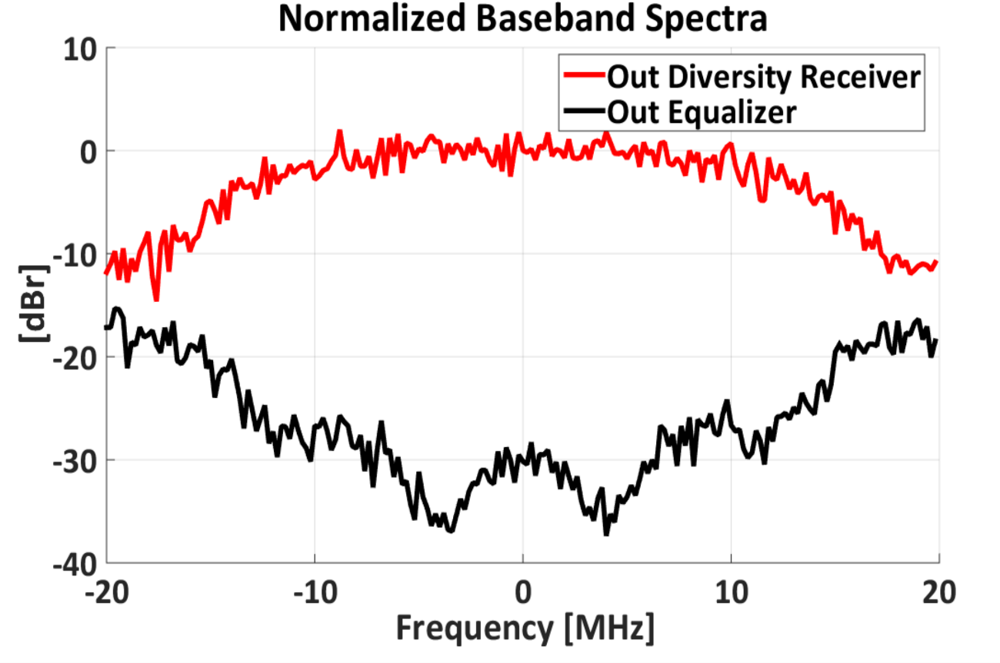 Normalized Baseband Spectra
Out Diversity Receiver
Out Equalizer
10
0
-10
-20
-30
-40
[dBr]
-20 -10 0 10 20
Frequency [MHz]